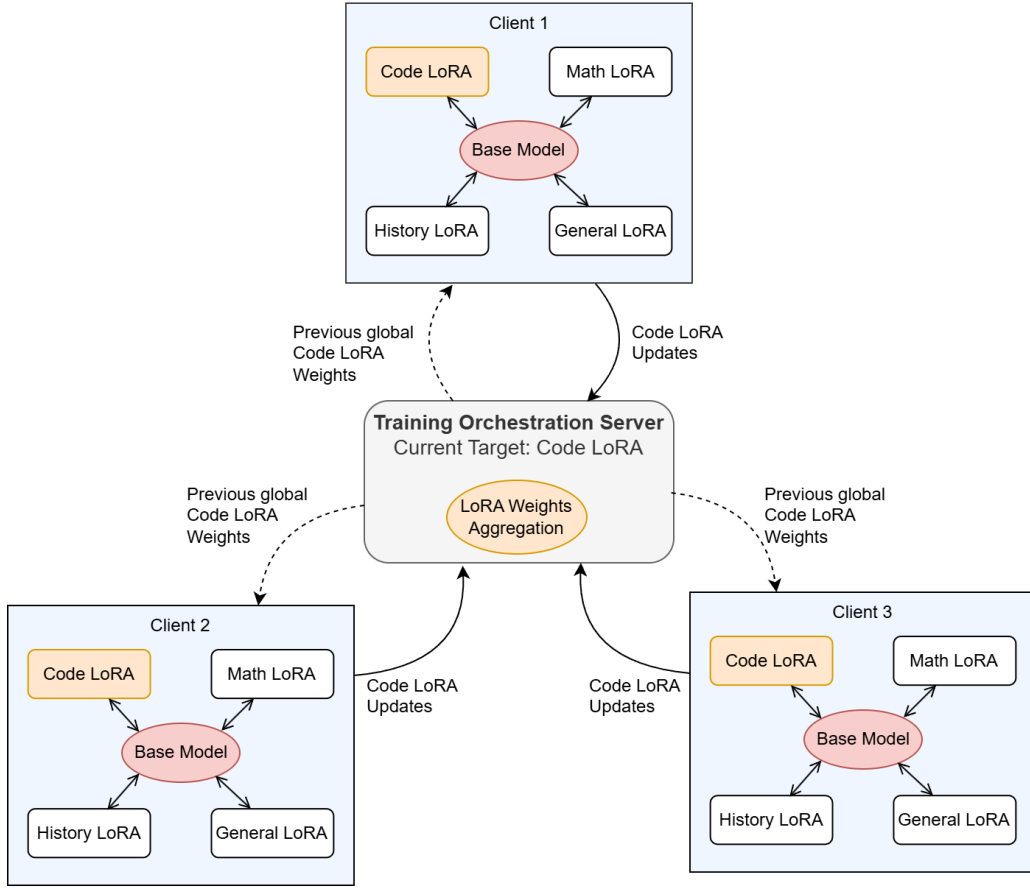 Client 1
Code LoRA
Math LoRA
Base Model
History LoRA
General LoRA
Previous global
Code LoRA
Weights
Code LoRA
Updates
Training Orchestration Server
Current Target: Code LoRA
LoRA Weights
Aggregation
Previous global
Code LoRA
Weights
Previous global
Code LoRA
Weights
Client 2
Code LoRA
Math LoRA
Base Model
History LoRA
General LoRA
Code LoRA
Updates
Code LoRA
Updates
Client 3
Code LoRA
Math LoRA
Base Model
History LoRA
General LoRA